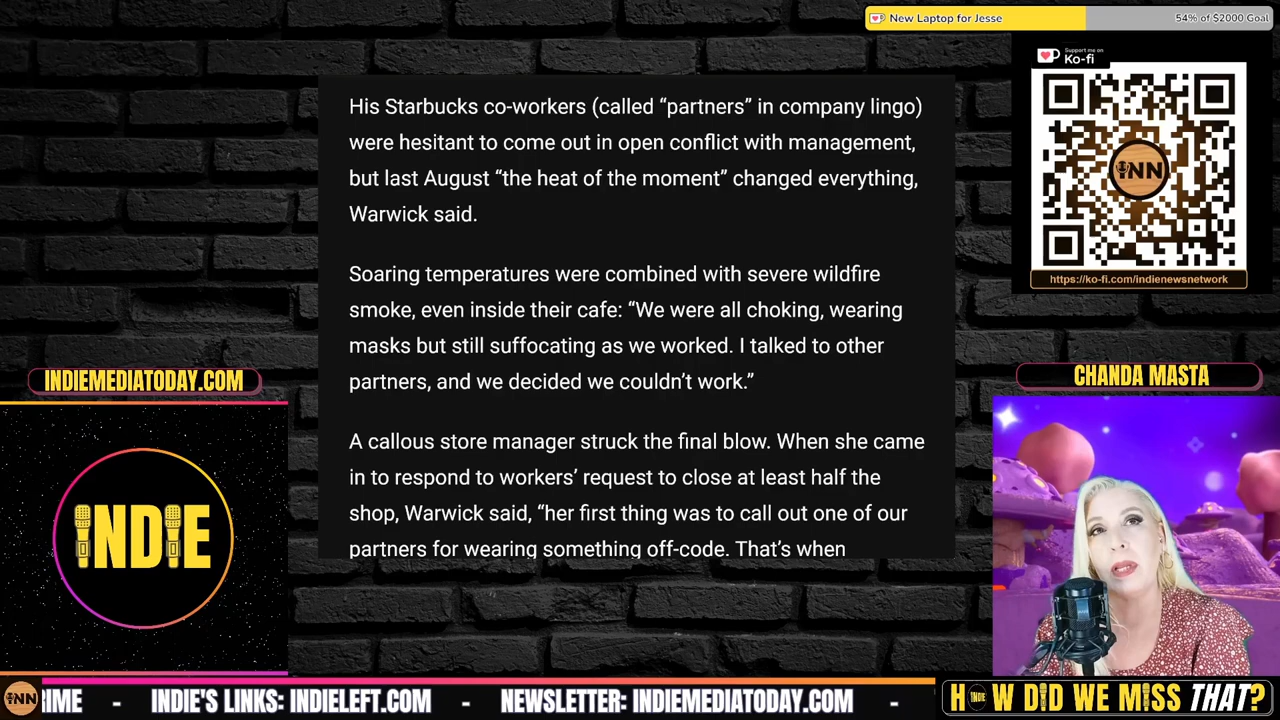 New Laptop for Jesse
54% of $2000 Goal
Support me on
Ko-fi
INN
https://ko-fi.com/indienewsnetwork
His Starbucks co-workers (called “partners” in company lingo)
were hesitant to come out in open conflict with management,
but last August “the heat of the moment” changed everything,
Warwick said.
Soaring temperatures were combined with severe wildfire
smoke, even inside their cafe: “We were all choking, wearing
masks but still suffocating as we worked. I talked to other
partners, and we decided we couldn’t work.”
A callous store manager struck the final blow. When she came
in to respond to workers’ request to close at least half the
shop, Warwick said, “her first thing was to call out one of our
partners for wearing something off-code. That’s when
INDIEMEDIATODAY.COM
INDIE
CHANDA MASTA
INN
RIME - INDIE'S LINKS: INDIELEFT.COM - NEWSLETTER: INDIEMEDIATODAY.COM -
HOW DID WE MISS THAT?